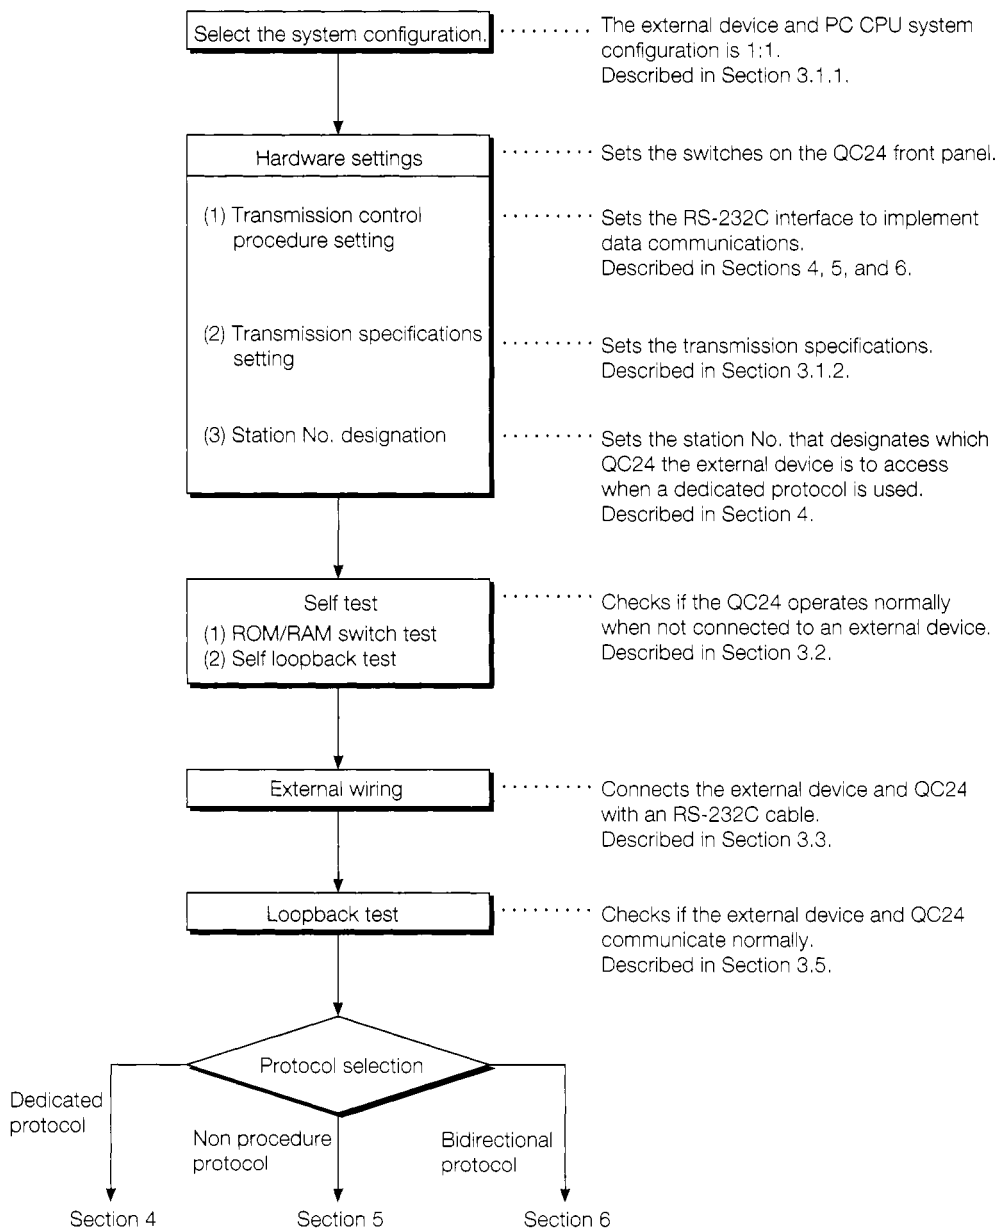 Select the system configuration.
The external device and PC CPU system
configuration is 1:1.
Described in Section 3.1.1.
Hardware settings
Sets the switches on the QC24 front panel.
(1) Transmission control
procedure setting
Sets the RS-232C interface to implement
data communications.
Described in Sections 4, 5, and 6.
(2) Transmission specifications
setting
Sets the transmission specifications.
Described in Section 3.1.2.
(3) Station No. designation
Sets the station No. that designates which
QC24 the external device is to access
when a dedicated protocol is used.
Described in Section 4.
Self test
(1) ROM/RAM switch test
(2) Self loopback test
Checks if the QC24 operates normally
when not connected to an external device.
Described in Section 3.2.
External wiring
Connects the external device and QC24
with an RS-232C cable.
Described in Section 3.3.
Loopback test
Checks if the external device and QC24
communicate normally.
Described in Section 3.5.
Protocol selection
Dedicated
protocol
Non procedure
protocol
Bidirectional
protocol
Section 4
Section 5
Section 6